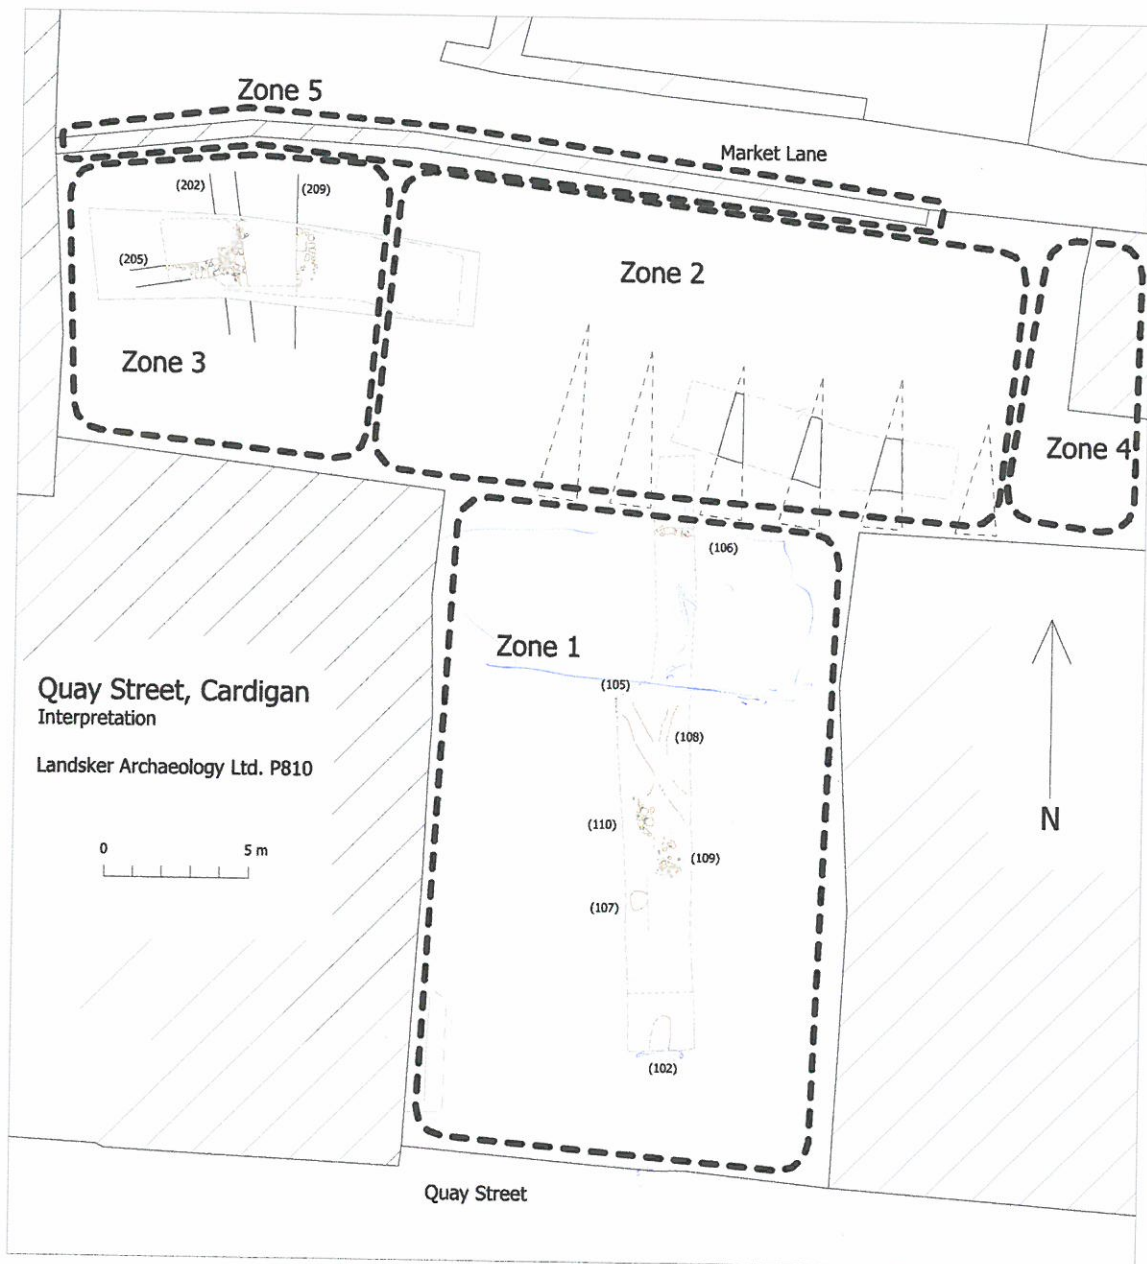 Zone 5
Market Lane
(202)
(209)
(205)
Zone 2
Zone 3
Zone 4
(106)
Zone 1
Quay Street, Cardigan
Interpretation
Landsker Archaeology Ltd. P810
0 5 m
(105)
(108)
(110)
(109)
(107)
(102)
N
Quay Street